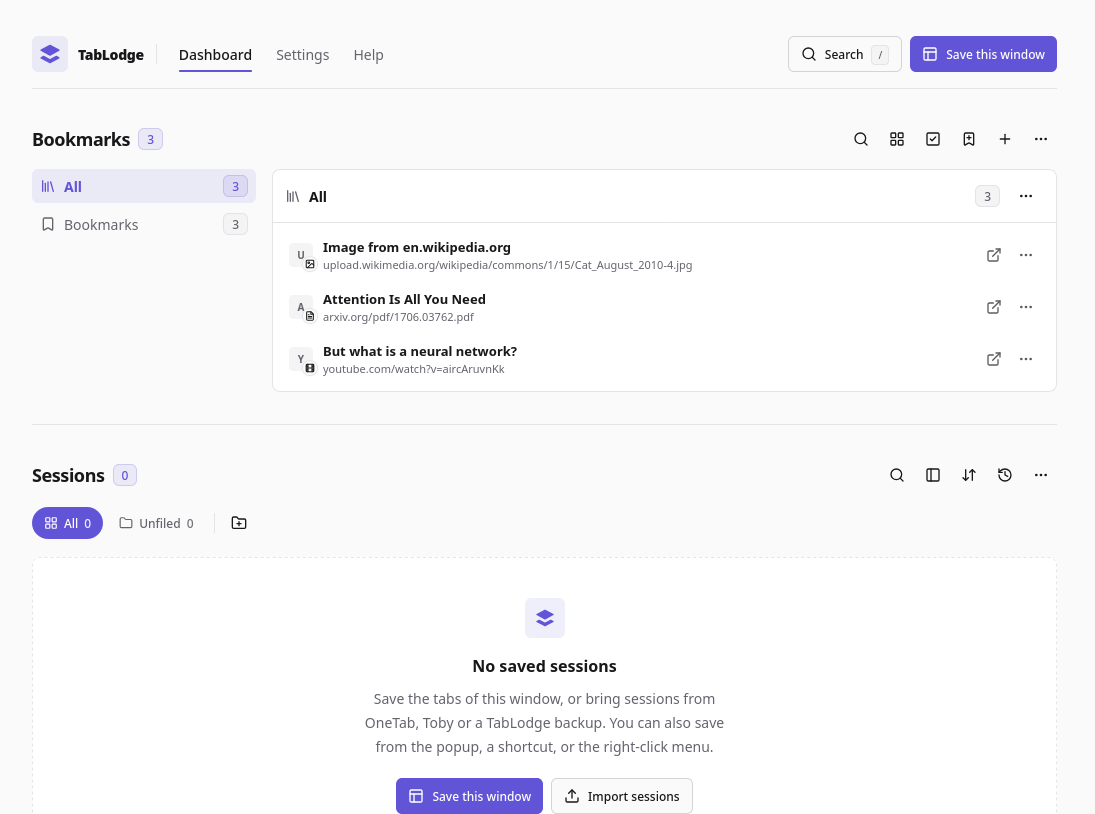 TabLodge
Dashboard
Settings
Help
Search /
Save this window
Bookmarks 3
All 3
Bookmarks 3
All 3
U
Image from en.wikipedia.org
upload.wikimedia.org/wikipedia/commons/1/15/Cat_August_2010-4.jpg
A
Attention Is All You Need
arxiv.org/pdf/1706.03762.pdf
Y
But what is a neural network?
youtube.com/watch?v=aircAruvnKk
Sessions 0
All 0
Unfiled 0
No saved sessions
Save the tabs of this window, or bring sessions from
OneTab, Toby or a TabLodge backup. You can also save
from the popup, a shortcut, or the right-click menu.
Save this window
Import sessions